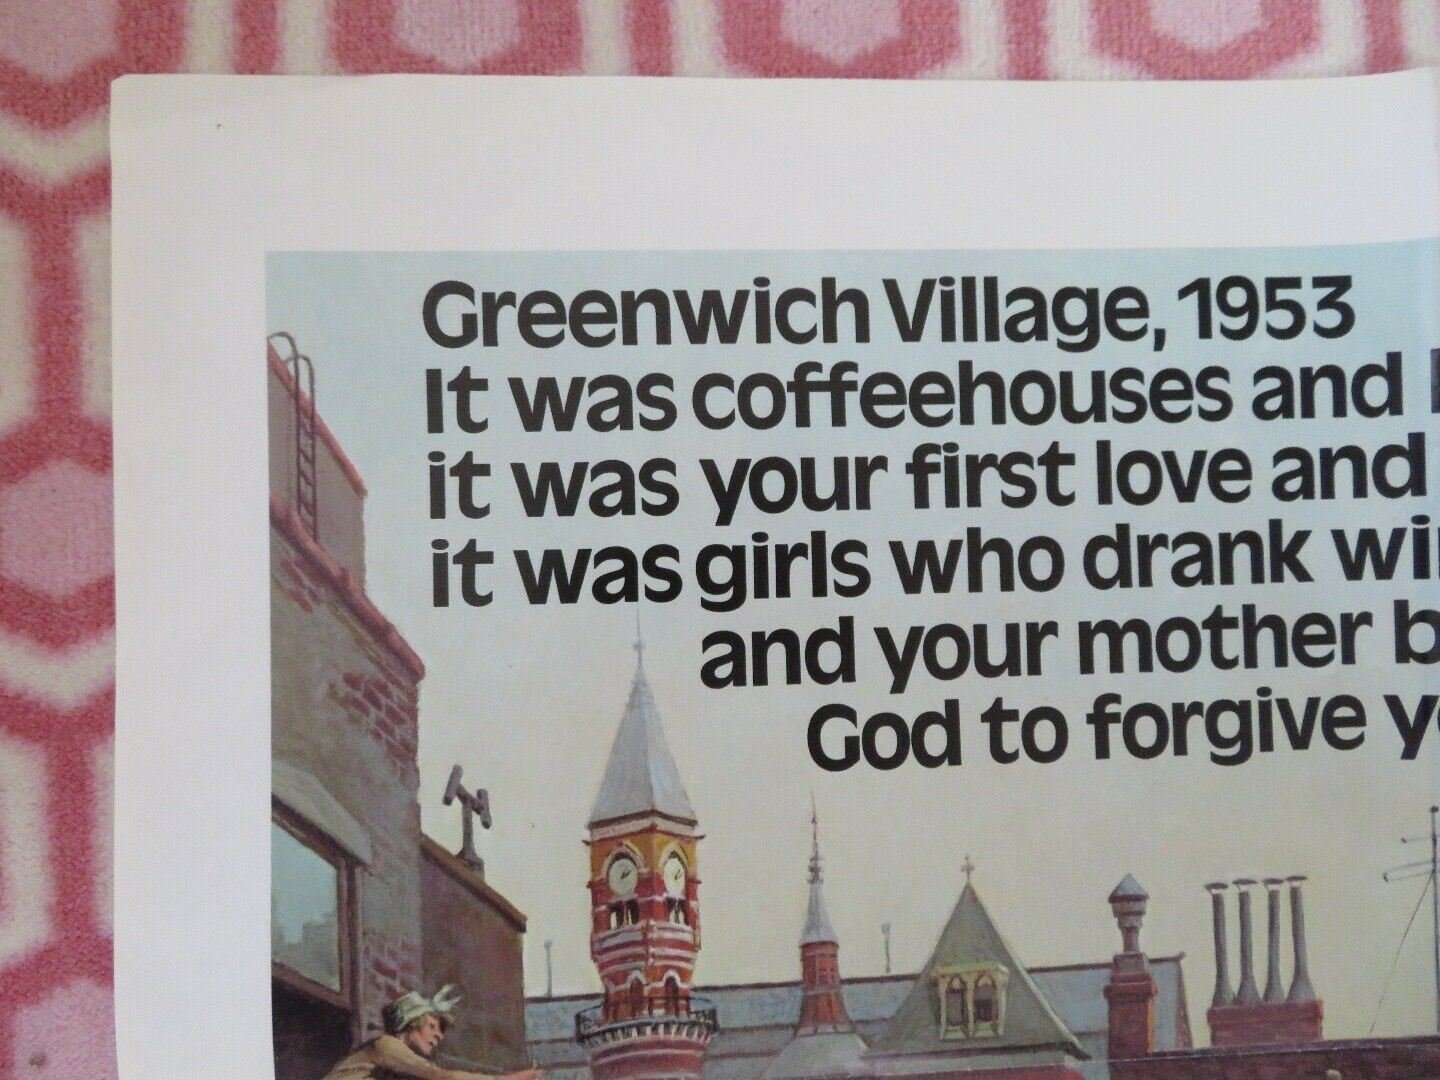 Greenwich Village, 1953
It was coffeehouses and
it was your first love and
it was girls who drank
and your mother
God to forgive